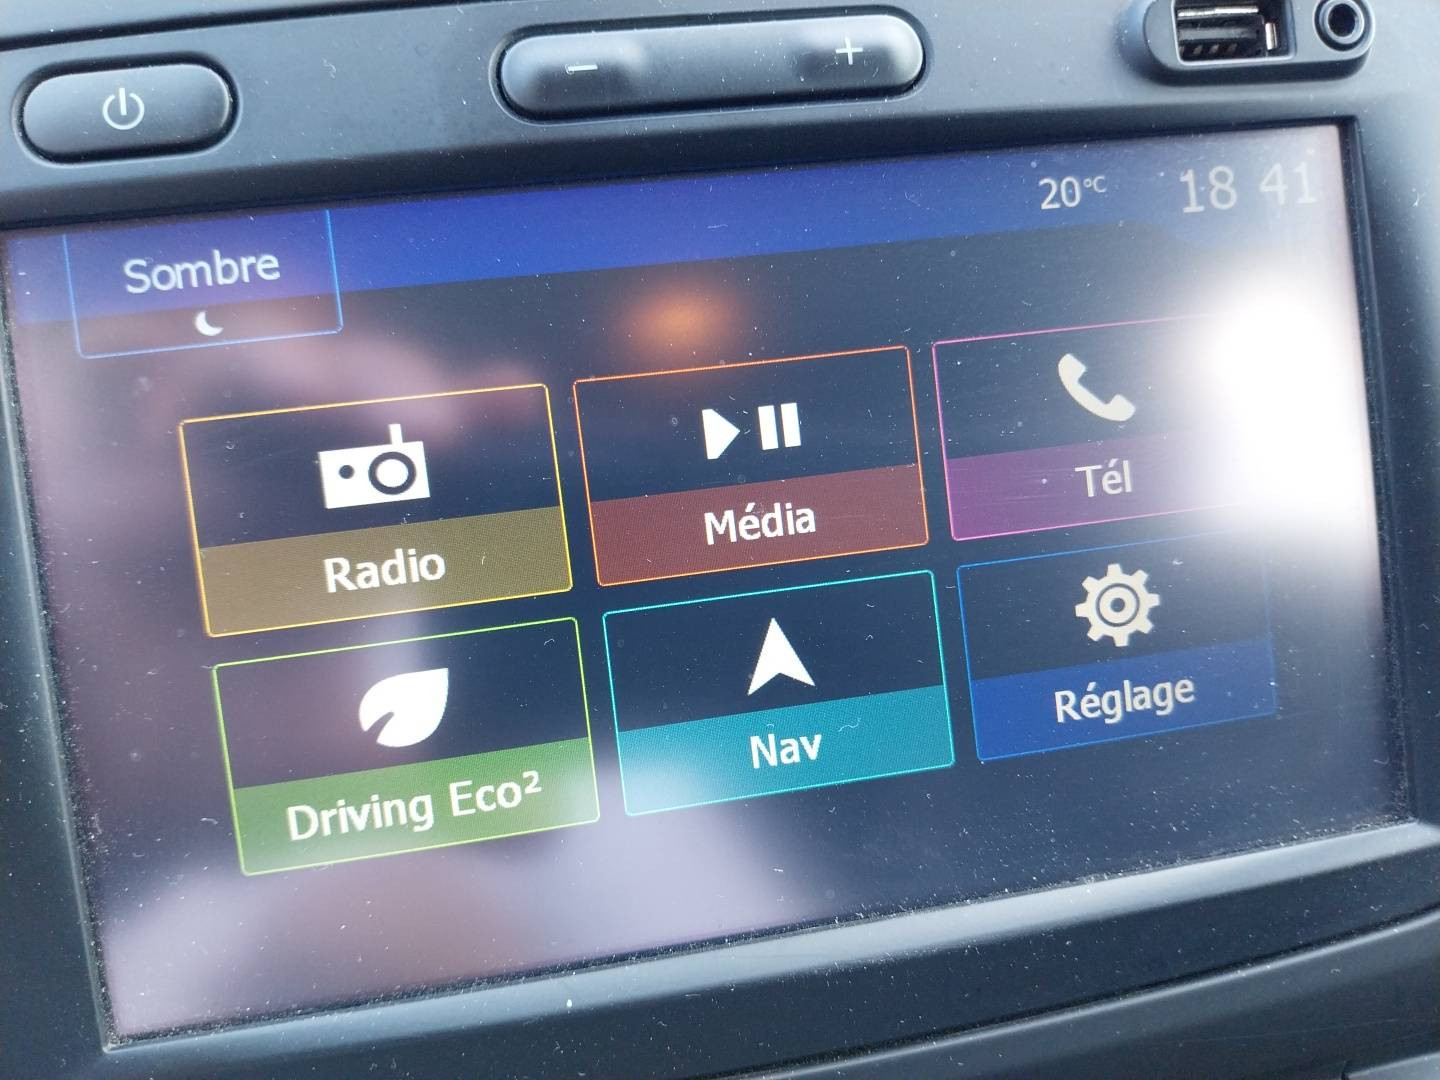 20°C
18 41
Sombre
Radio
Média
Tél
Driving Eco²
Nav
Réglage